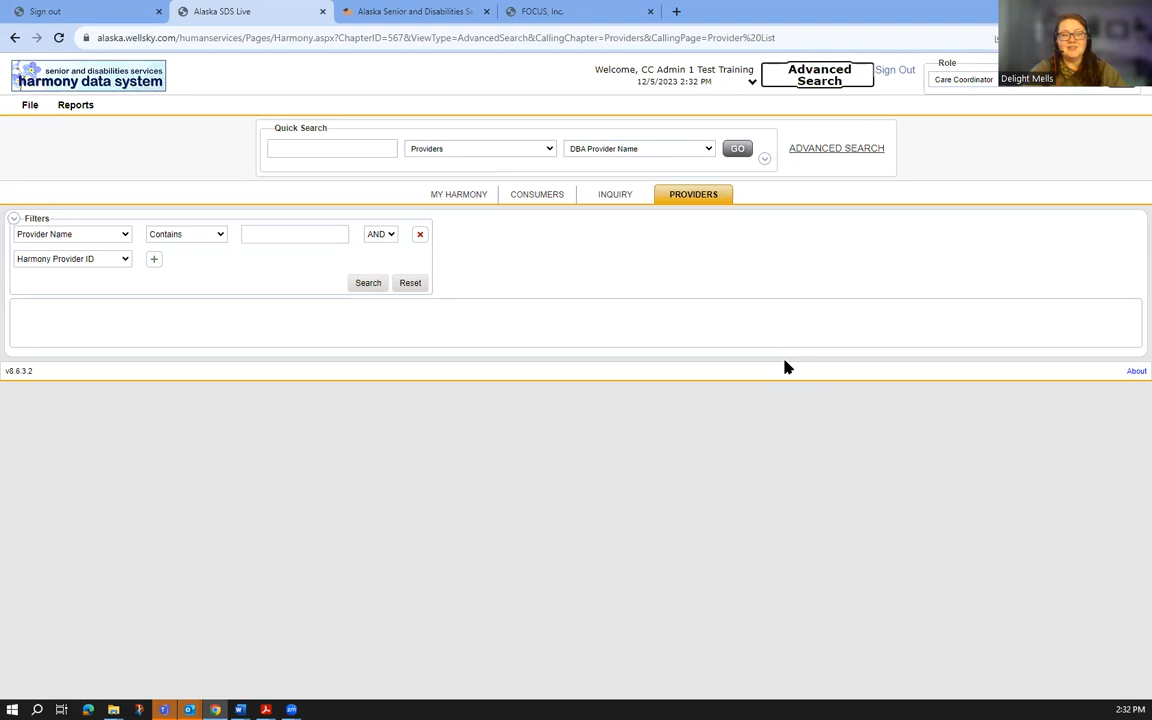 Sign out
Alaska SDS Live
Alaska Senior and Disabilities Se
FOCUS, Inc.
alaska.wellsky.com/humanservices/Pages/Harmony.aspx?ChapterID=567&ViewType=AdvancedSearch&CallingChapter=Providers&CallingPage=Provider%20List
senior and disabilities services
harmony data system
Welcome, CC Admin 1 Test Training
12/5/2023 2:32 PM
Advanced
Search
Sign Out
Role
Care Coordinator
Delight Mells
File Reports
Quick Search
Providers
DBA Provider Name
GO
ADVANCED SEARCH
MY HARMONY
CONSUMERS
INQUIRY
PROVIDERS
Filters
Provider Name
Contains
AND
Harmony Provider ID
Search
Reset
v8.6.3.2
About
2:32 PM